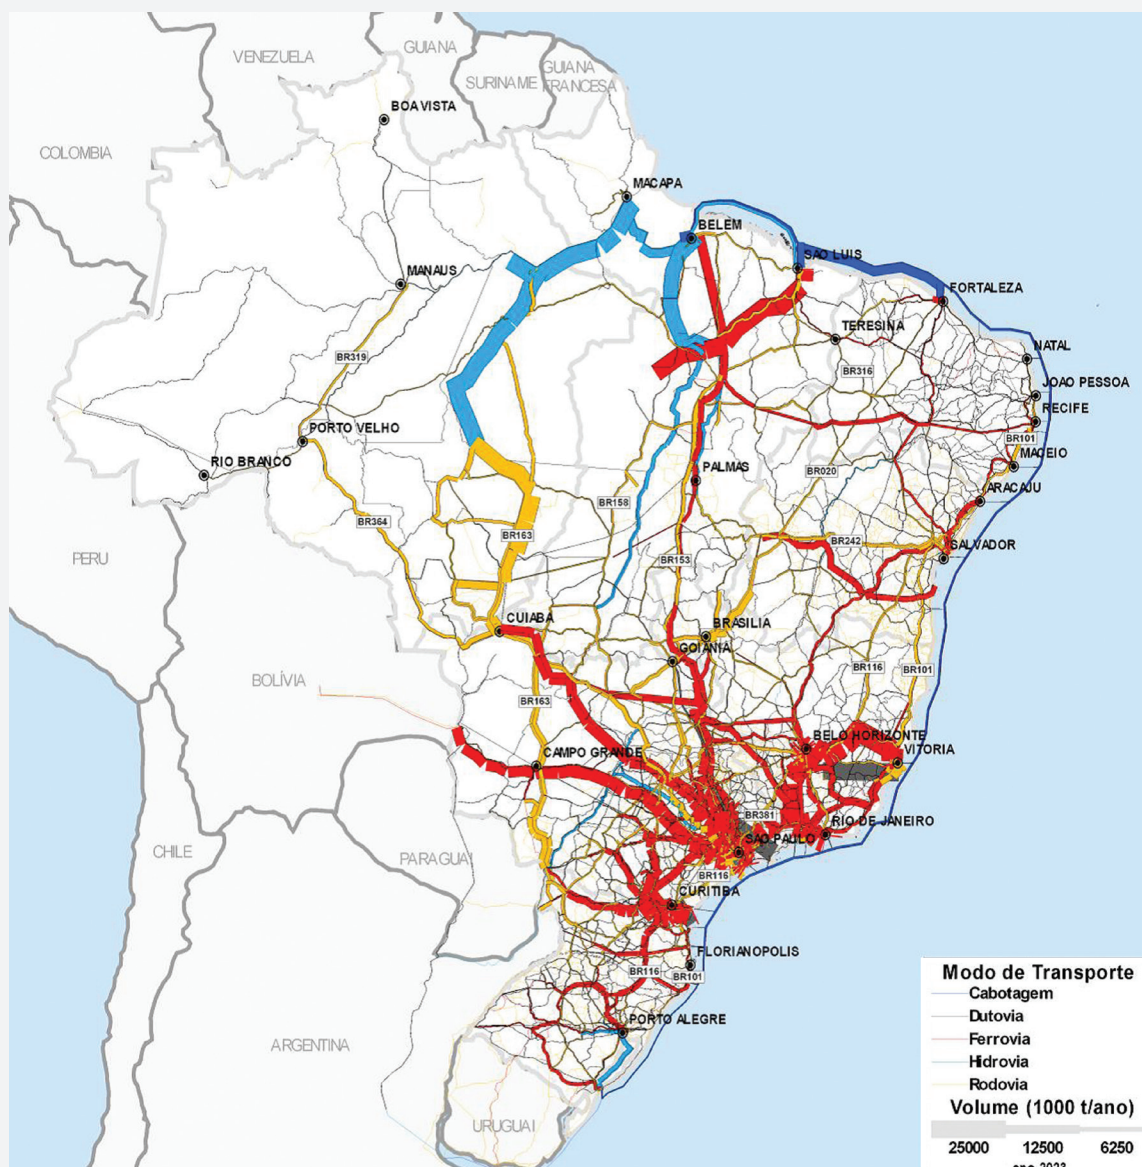 VENEZUELA
GUIANA
SURINAME
GUIANA
FRANCESA
COLOMBIA
BOA VISTA
MACAPA
BELEM
SAO LUIS
MANAUS
FORTALEZA
TERESINA
NATAL
BR319
BR316
JOAO PESSOA
RECIFE
PORTO VELHO
BR101
RIO BRANCO
PALMAS
BR020
MACEIO
ARACAJU
BR158
BR364
BR163
BR242
SALVADOR
PERU
BR153
CUIABA
BRASILIA
GOIANIA
BR116
BR101
BOLÍVIA
BR163
BELO HORIZONTE
VITORIA
CAMPO GRANDE
BR381
RIO DE JANEIRO
SAO PAULO
CHILE
PARAGUAI
BR116
CURITIBA
FLORIANOPOLIS
BR116
BR101
PORTO ALEGRE
ARGENTINA
URUGUAI
Modo de Transporte
Cabotagem
Dutovia
Ferrovia
Hidrovia
Rodovia
Volume (1000 t/ano)
25000 12500 6250